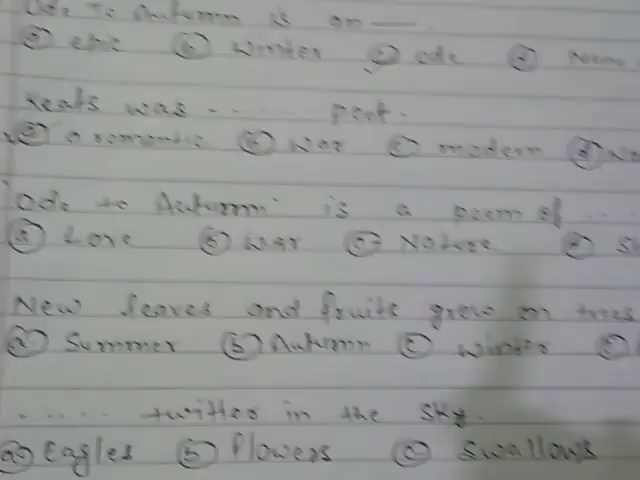 Ode to Autumn is an ——
ⓐ epic ⓑ winter ⓒ ode ⓓ
Keats was ........ poet.
ⓐ a romantic ⓑ War ⓒ modern ⓓ
'Ode to Autumn' is a poem of ....
ⓐ Love ⓑ War ⓒ Nature ⓓ
New leaves and fruits grew on trees
ⓐ Summer ⓑ Autumn ⓒ winter
...... twitter in the sky.
ⓐ Eagles ⓑ flowers ⓒ Swallows